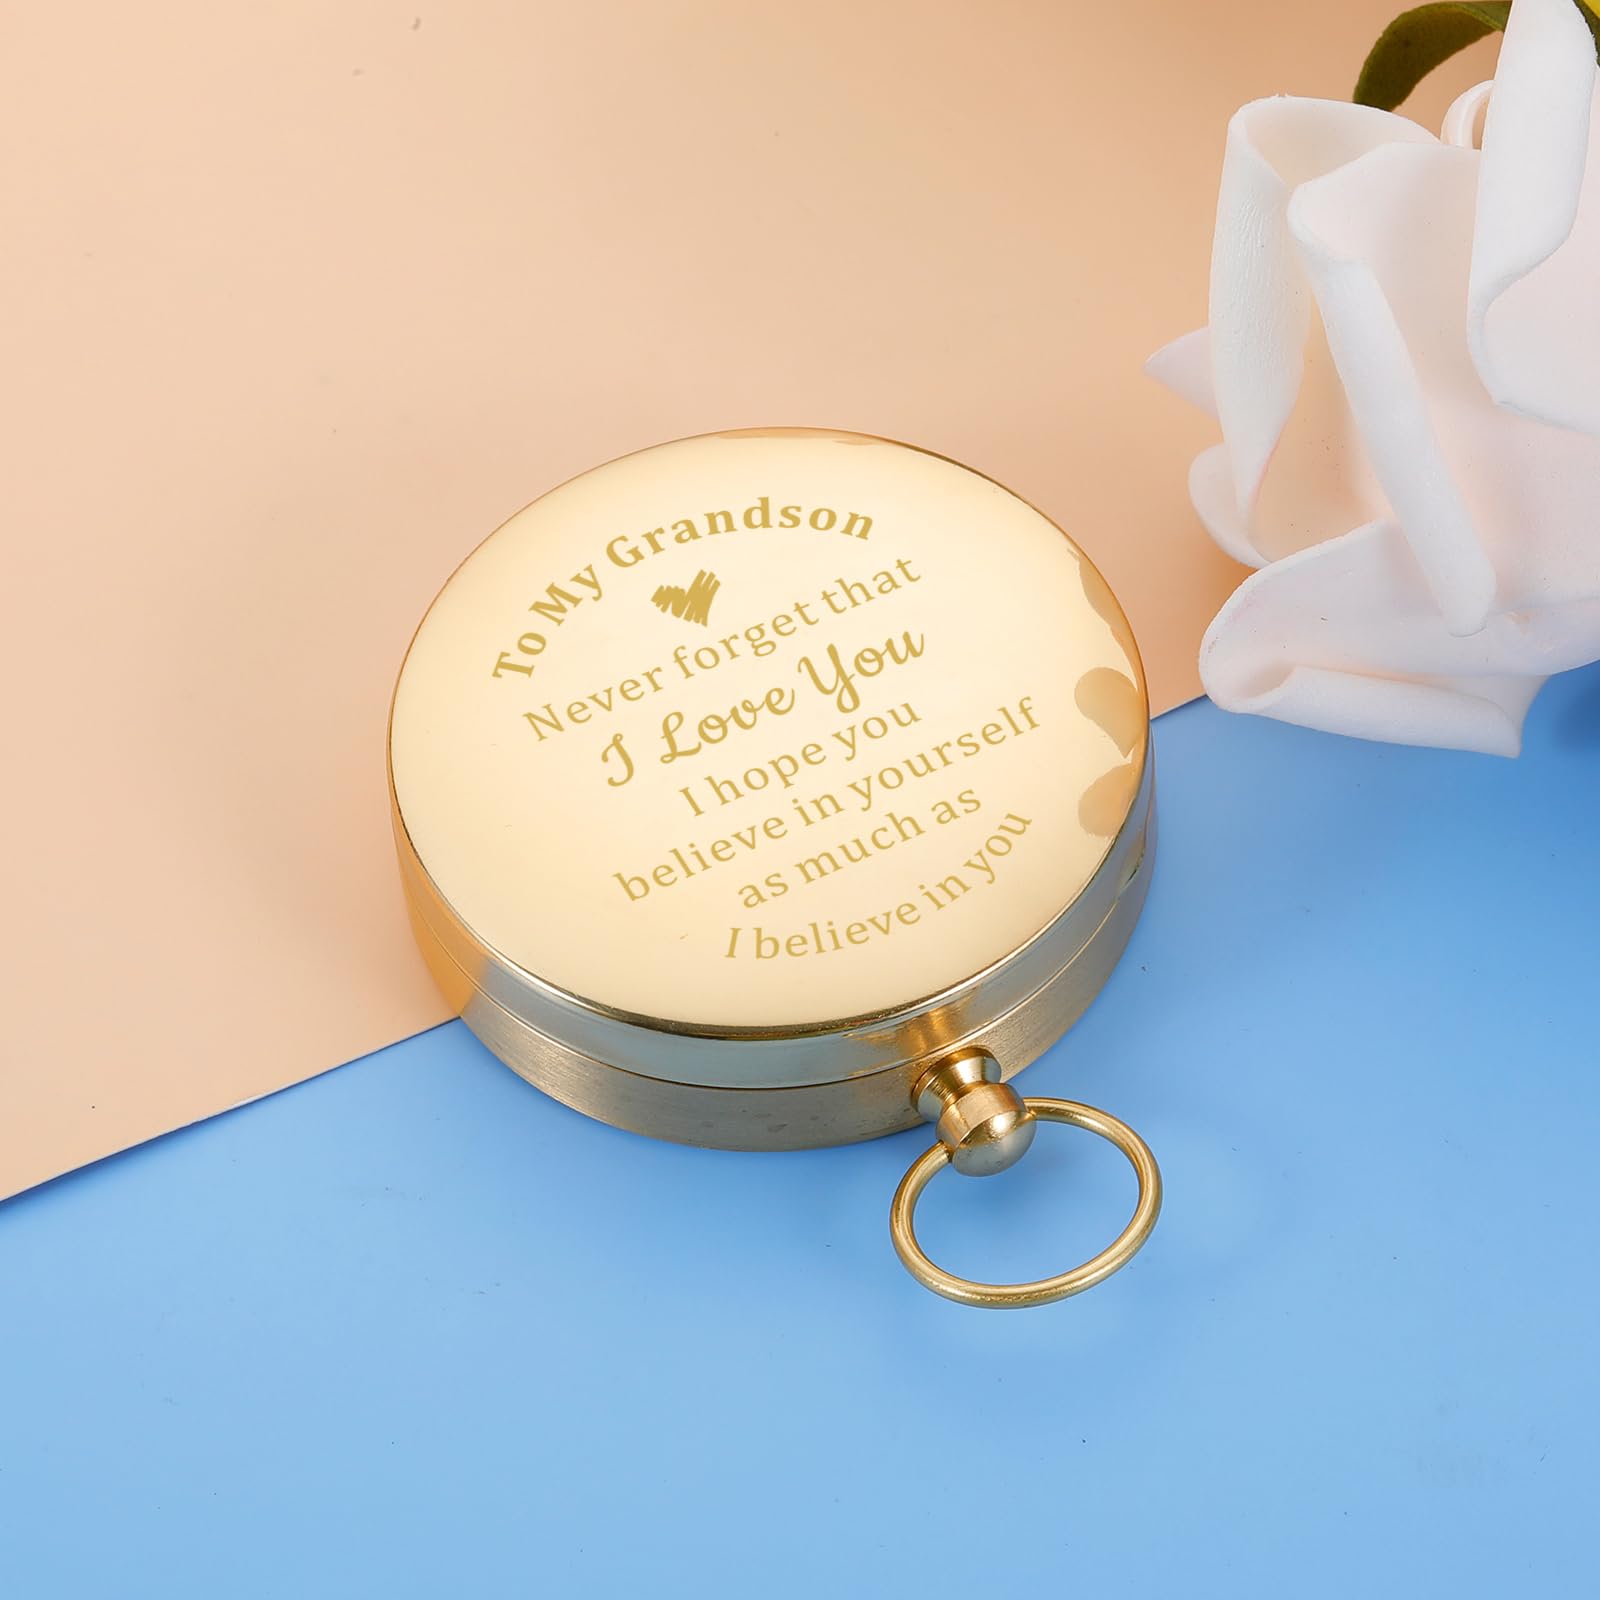 To My Grandson
Never forget that
I Love You
I hope you
believe in yourself
as much as
I believe in you